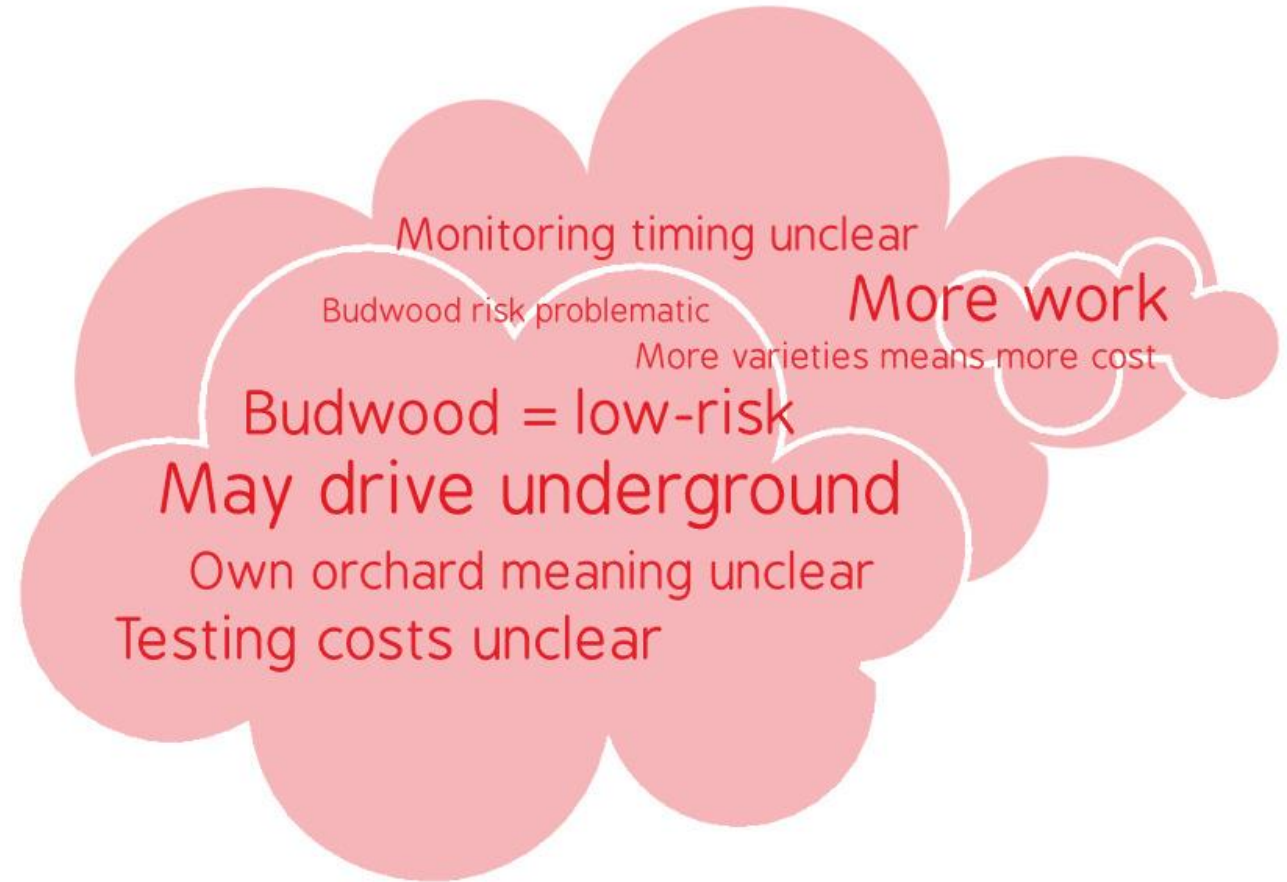 Monitoring timing unclear
More work
Budwood risk problematic
More varieties means more cost
Budwood = low-risk
May drive underground
Own orchard meaning unclear
Testing costs unclear